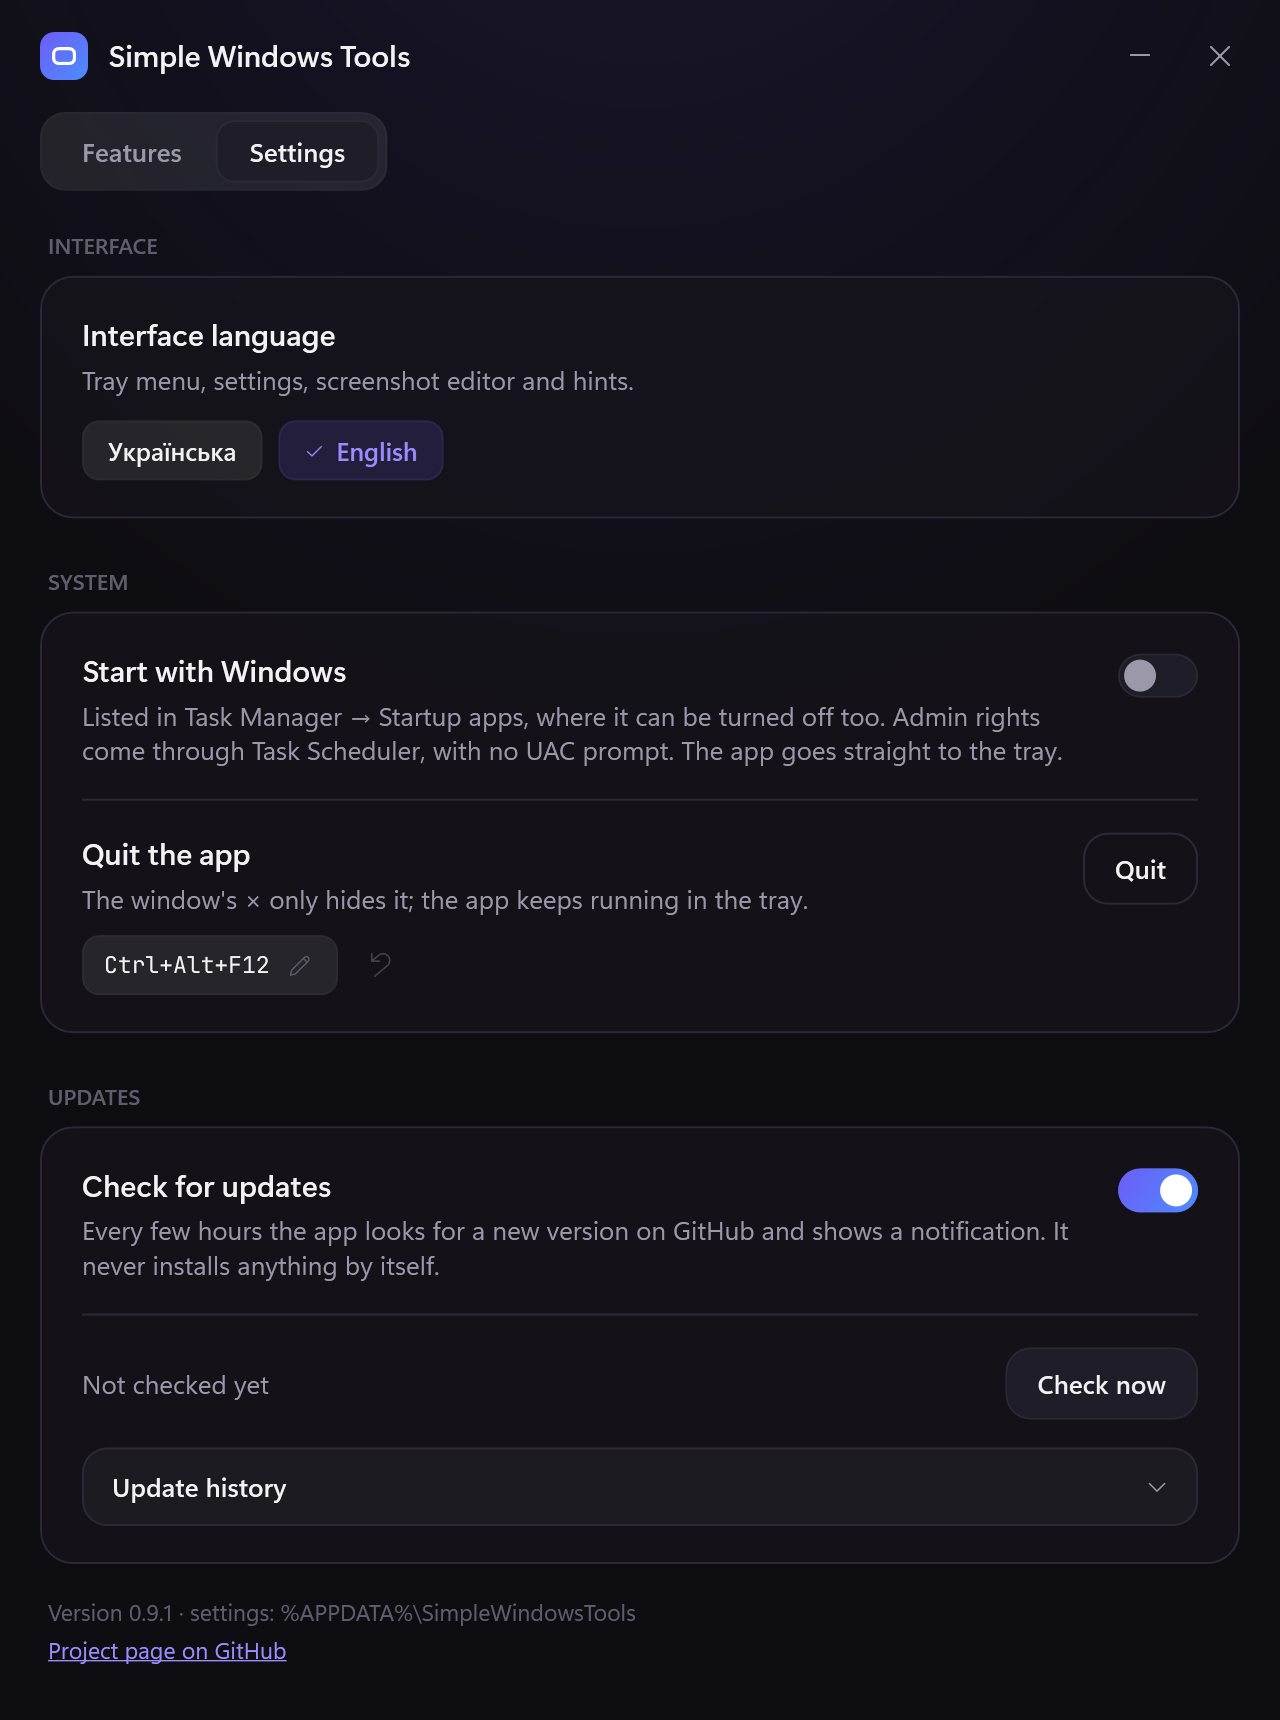 Simple Windows Tools
Features
Settings
INTERFACE
Interface language
Tray menu, settings, screenshot editor and hints.
Українська
English
SYSTEM
Start with Windows
Listed in Task Manager → Startup apps, where it can be turned off too. Admin rights
come through Task Scheduler, with no UAC prompt. The app goes straight to the tray.
Quit the app
Quit
The window's × only hides it; the app keeps running in the tray.
Ctrl+Alt+F12
UPDATES
Check for updates
Every few hours the app looks for a new version on GitHub and shows a notification. It
never installs anything by itself.
Not checked yet
Check now
Update history
Version 0.9.1 · settings: %APPDATA%\SimpleWindowsTools
Project page on GitHub